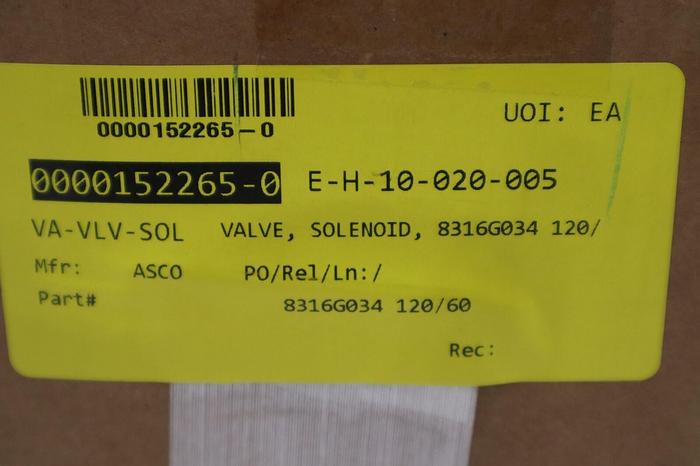 UOI: EA
0000152265-0
0000152265-0 E-H-10-020-005
VA-VLV-SOL VALVE, SOLENOID, 8316G034 120/
Mfr: ASCO PO/Rel/Ln:/
Part# 8316G034 120/60
Rec: